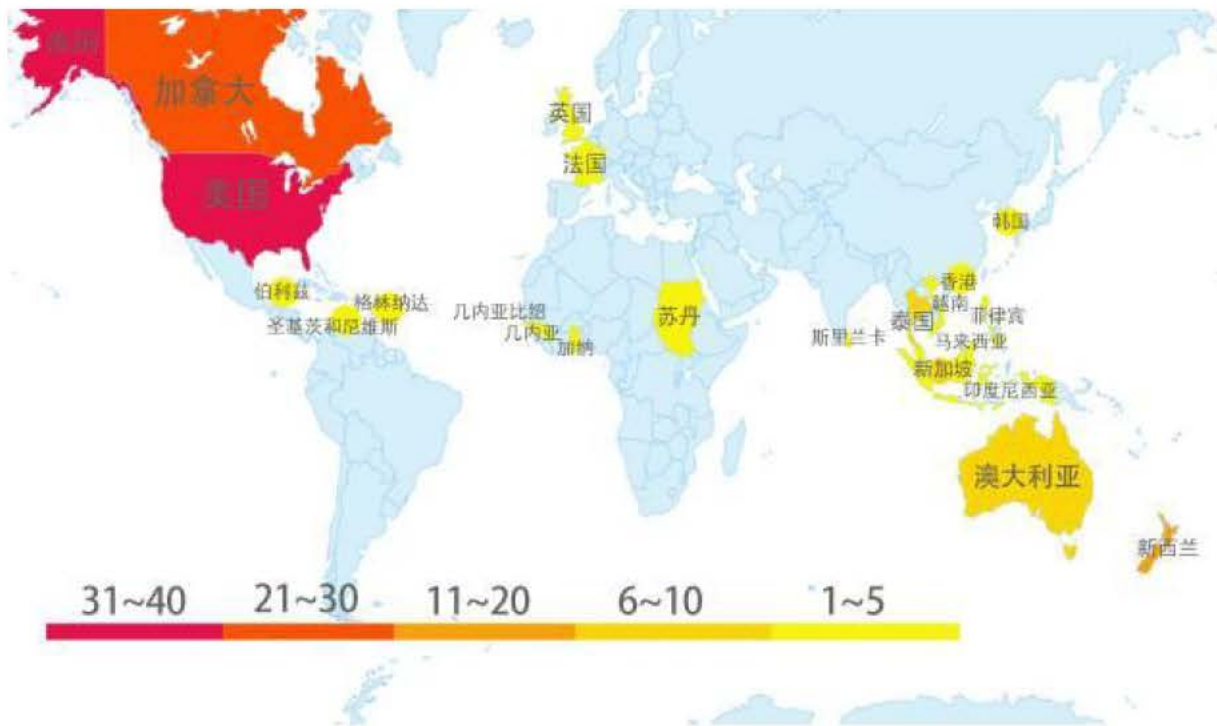 美国
加拿大
英国
法国
美国
韩国
伯利兹
格林纳达
圣基茨和尼维斯
几内亚比绍
几内亚
加纳
苏丹
香港
越南
泰国
菲律宾
斯里兰卡
马来西亚
新加坡
印度尼西亚
澳大利亚
新西兰
31~40 21~30 11~20 6~10 1~5